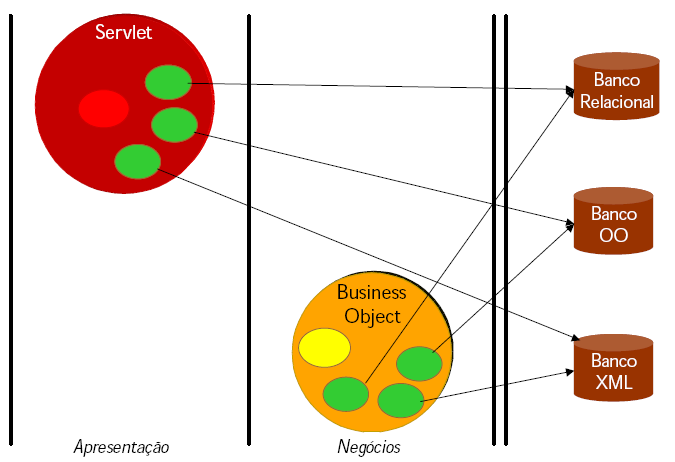 Servlet
Banco
Relacional
Banco
OO
Business
Object
Banco
XML
Apresentação
Negócios